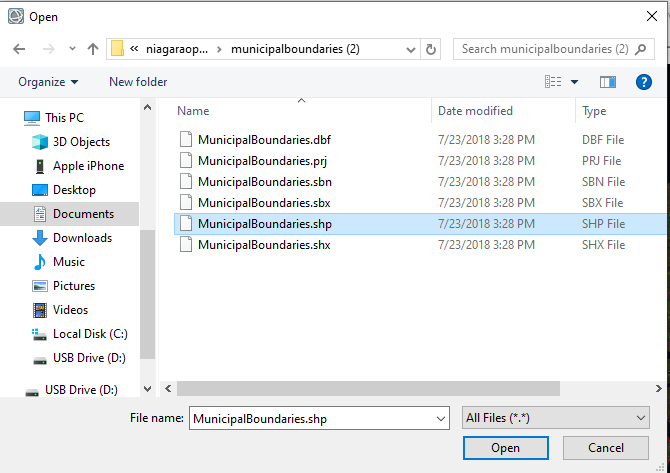 Open
« niagaraop... > municipalboundaries (2)
Search municipalboundaries (2)
Organize
New folder
?
This PC
3D Objects
Apple iPhone
Desktop
Documents
Downloads
Music
Pictures
Videos
Local Disk (C:)
USB Drive (D:)
USB Drive (D:)
Name Date modified Type
MunicipalBoundaries.dbf 7/23/2018 3:28 PM DBF File
MunicipalBoundaries.prj 7/23/2018 3:28 PM PRJ File
MunicipalBoundaries.sbn 7/23/2018 3:28 PM SBN File
MunicipalBoundaries.sbx 7/23/2018 3:28 PM SBX File
MunicipalBoundaries.shp 7/23/2018 3:28 PM SHP File
MunicipalBoundaries.shx 7/23/2018 3:28 PM SHX File
File name: MunicipalBoundaries.shp All Files (*.*)
Open Cancel